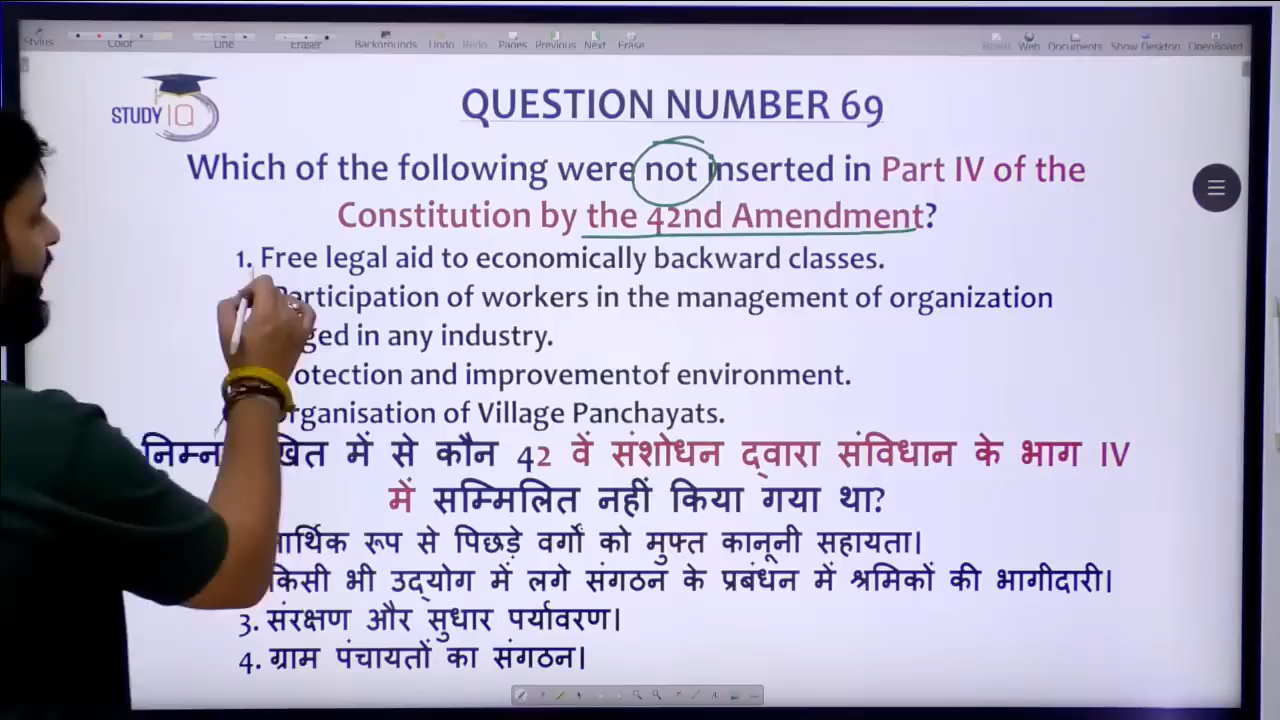 Stylus Color Line Eraser Backgrounds Undo Redo Pages Previous Next Erase Board Web Documents Show Desktop OpenBoard
STUDY IQ
QUESTION NUMBER 69
Which of the following were not inserted in Part IV of the
Constitution by the 42nd Amendment?
1. Free legal aid to economically backward classes.
Participation of workers in the management of organization
ged in any industry.
otection and improvementof environment.
rganisation of Village Panchayats.
निम्न खित में से कौन 42 वें संशोधन द्वारा संविधान के भाग IV
में सम्मिलित नहीं किया गया था?
आर्थिक रूप से पिछड़े वर्गों को मुफ्त कानूनी सहायता।
किसी भी उद्योग में लगे संगठन के प्रबंधन में श्रमिकों की भागीदारी।
3. संरक्षण और सुधार पर्यावरण।
4. ग्राम पंचायतों का संगठन।